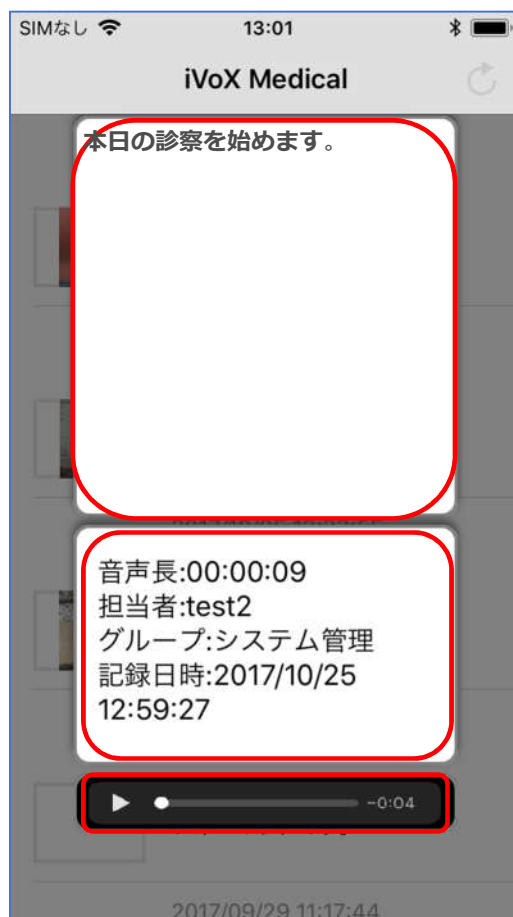 SIMなし 13:01
iVoX Medical
本日の診察を始めます。
音声長:00:00:09
担当者:test2
グループ:システム管理
記録日時:2017/10/25
12:59:27
-0:04
2017/09/29 11:17:44